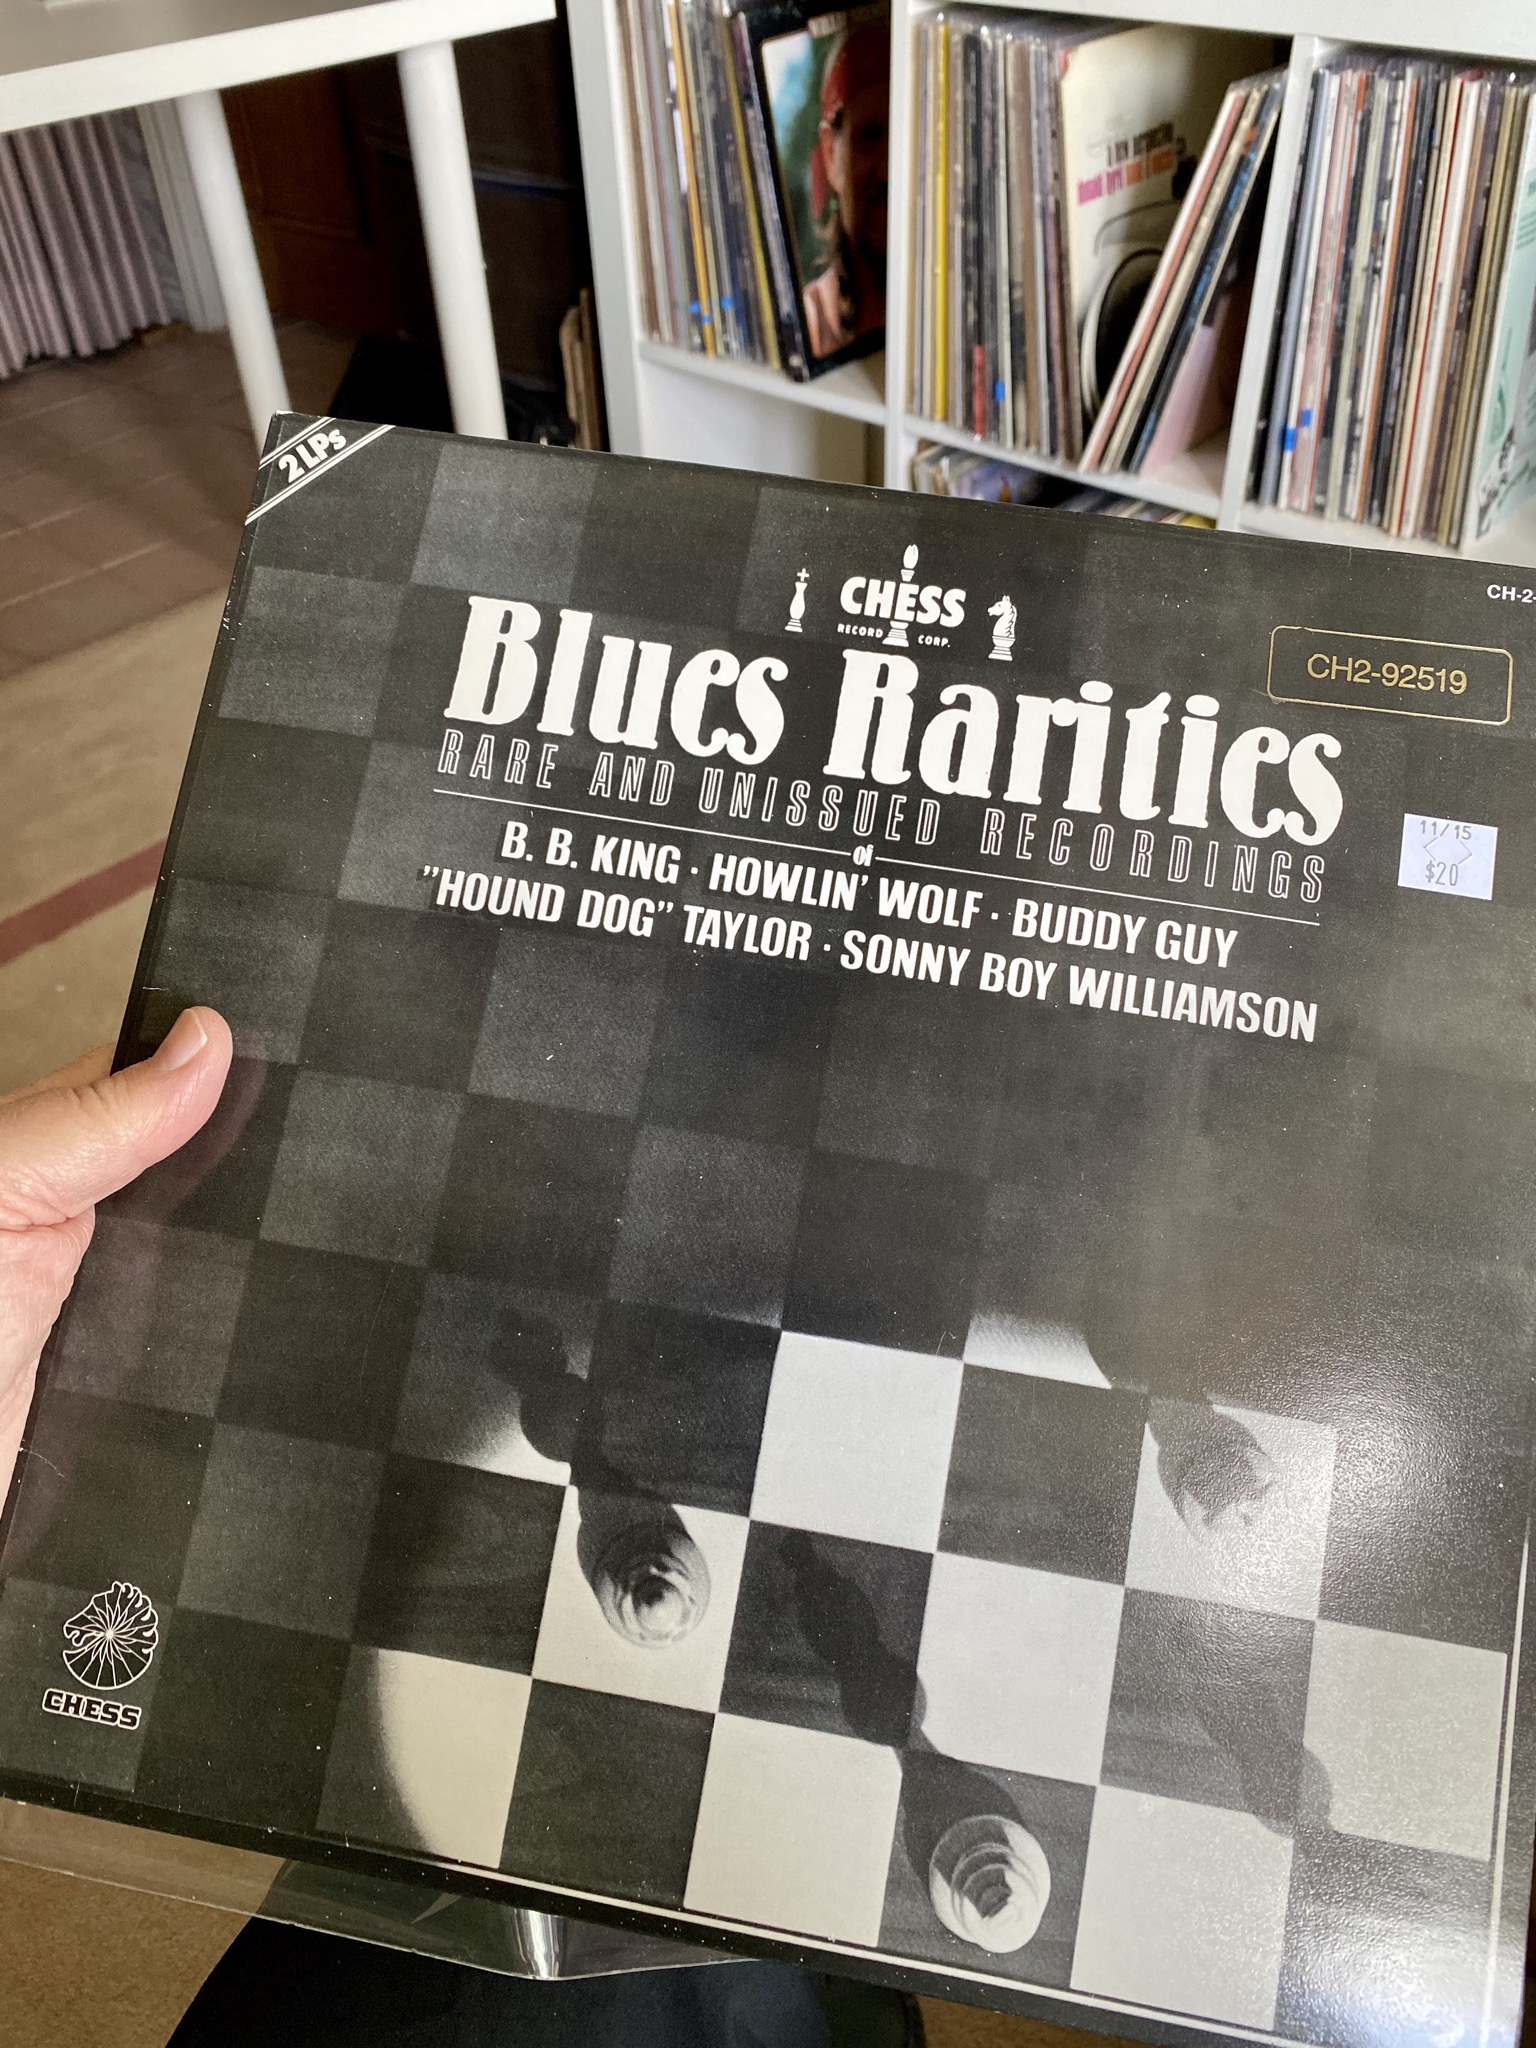 2 LPs
CHESS
RECORD CORP.
CH-2-
CH2-92519
Blues Rarities
RARE AND UNISSUED RECORDINGS
of
B. B. KING · HOWLIN' WOLF · BUDDY GUY
"HOUND DOG" TAYLOR · SONNY BOY WILLIAMSON
11/15
$20
CHESS